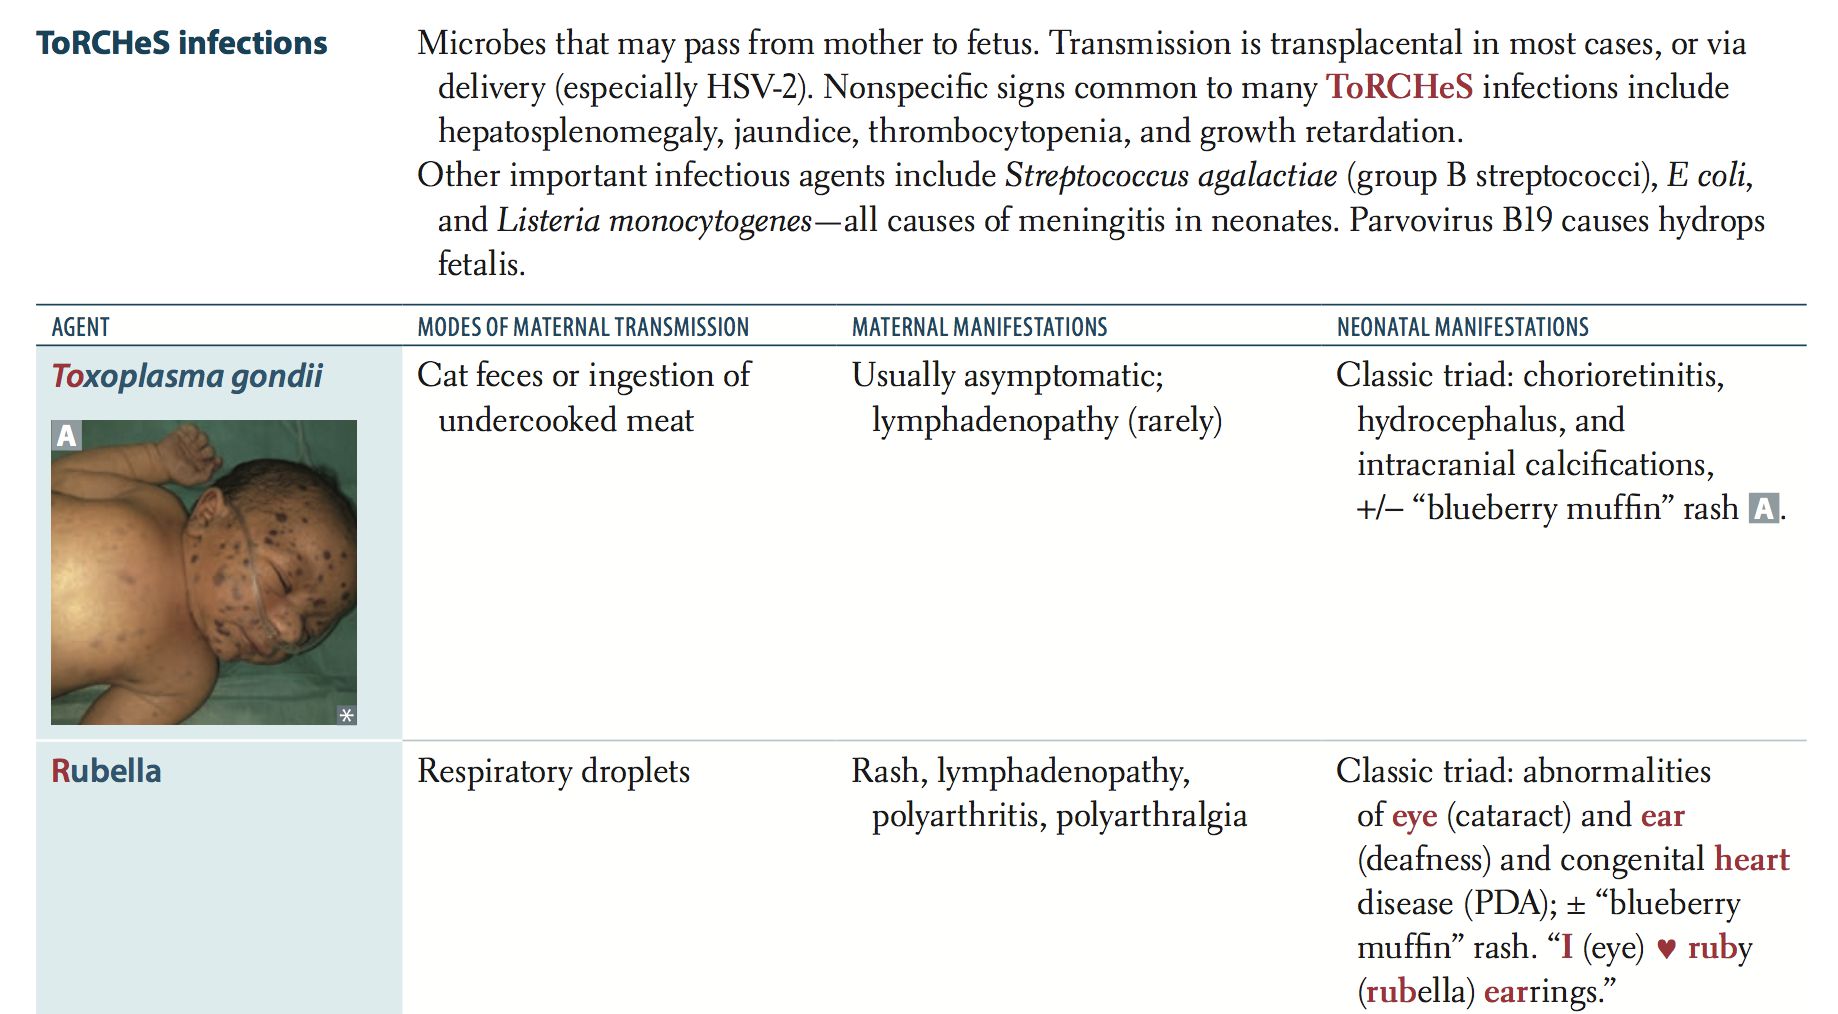 ToRCHeS infections
Microbes that may pass from mother to fetus. Transmission is transplacental in most cases, or via
delivery (especially HSV-2). Nonspecific signs common to many ToRCHeS infections include
hepatosplenomegaly, jaundice, thrombocytopenia, and growth retardation.
Other important infectious agents include Streptococcus agalactiae (group B streptococci), E coli,
and Listeria monocytogenes—all causes of meningitis in neonates. Parvovirus B19 causes hydrops
fetalis.
AGENT
MODES OF MATERNAL TRANSMISSION
MATERNAL MANIFESTATIONS
NEONATAL MANIFESTATIONS
Toxoplasma gondii
A
*
Cat feces or ingestion of
undercooked meat
Usually asymptomatic;
lymphadenopathy (rarely)
Classic triad: chorioretinitis,
hydrocephalus, and
intracranial calcifications,
+/– “blueberry muffin” rash A.
Rubella
Respiratory droplets
Rash, lymphadenopathy,
polyarthritis, polyarthralgia
Classic triad: abnormalities
of eye (cataract) and ear
(deafness) and congenital heart
disease (PDA); ± “blueberry
muffin” rash. “I (eye) ♥ ruby
(rubella) earrings.”